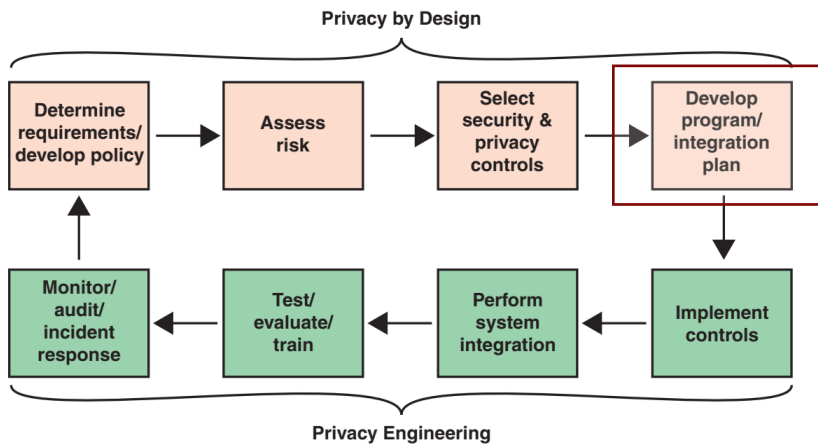 Privacy by Design
Determine
requirements/
develop policy
Assess
risk
Select
security &
privacy
controls
Develop
program/
integration
plan
Monitor/
audit/
incident
response
Test/
evaluate/
train
Perform
system
integration
Implement
controls
Privacy Engineering